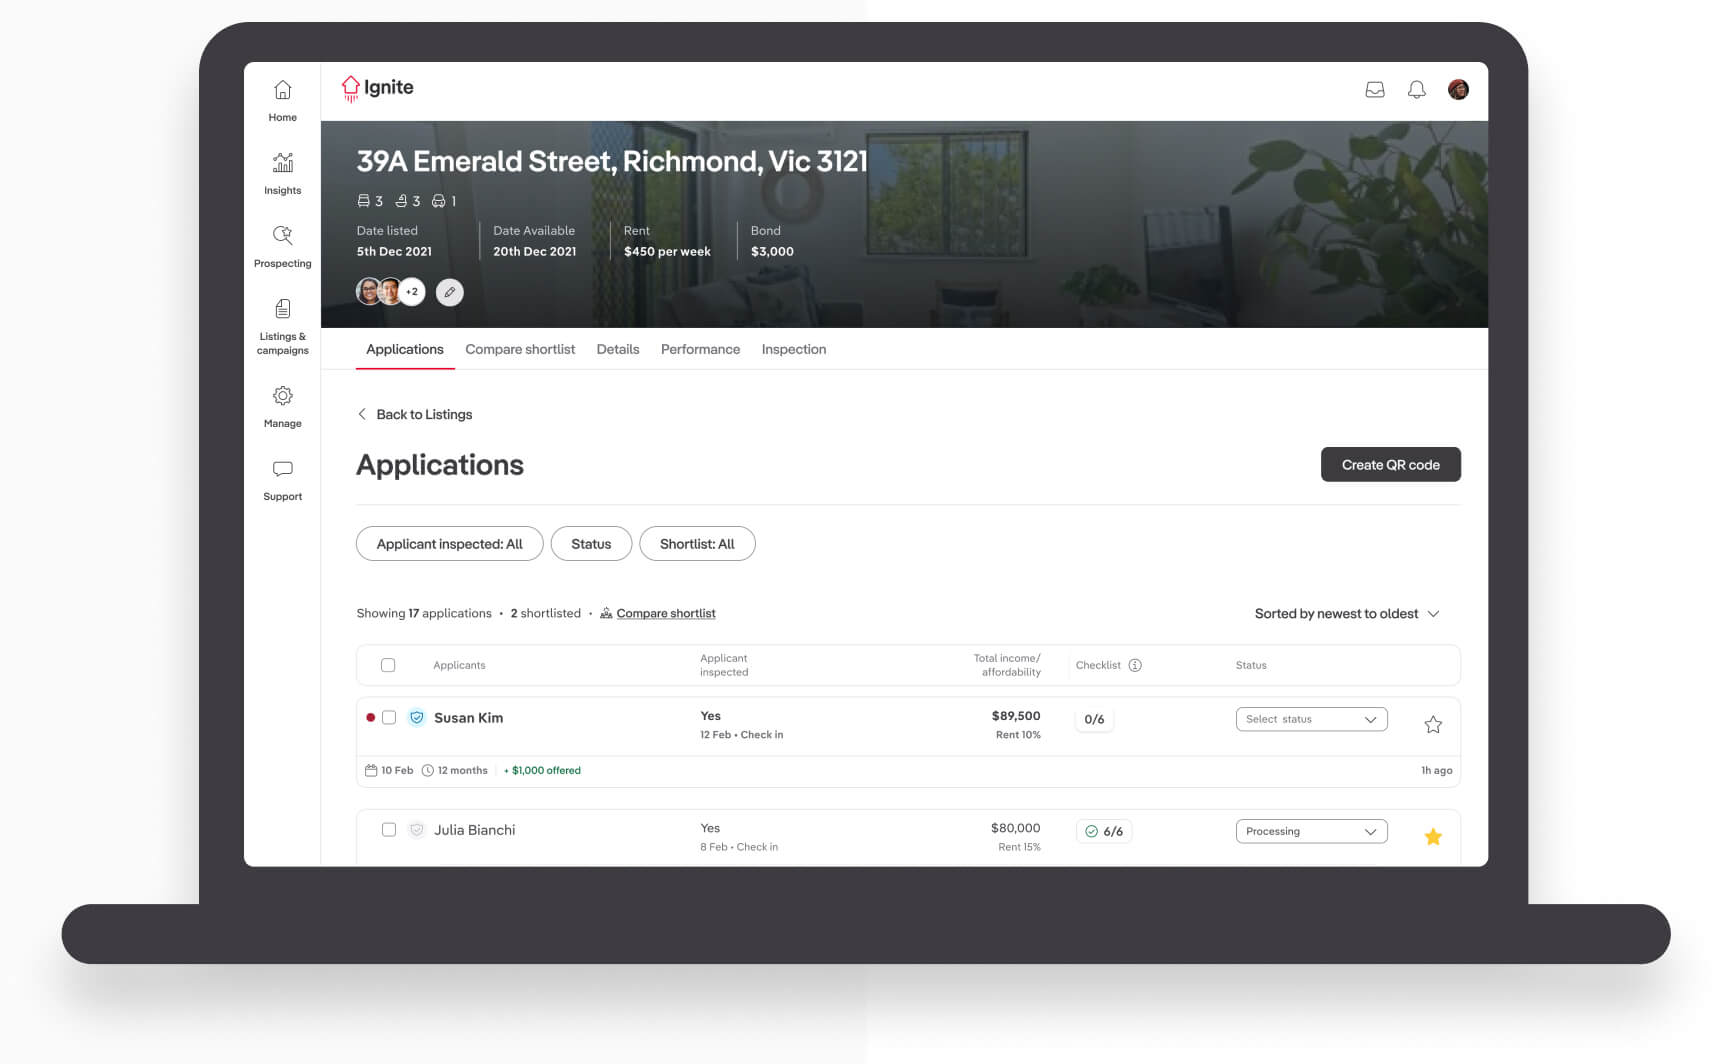 Ignite
Home
Insights
Prospecting
Listings &
campaigns
Manage
Support
39A Emerald Street, Richmond, Vic 3121
3 3 1
Date listed Date Available Rent Bond
5th Dec 2021 20th Dec 2021 $450 per week $3,000
+2
Applications Compare shortlist Details Performance Inspection
Back to Listings
Applications
Create QR code
Applicant inspected: All Status Shortlist: All
Showing 17 applications • 2 shortlisted • Compare shortlist
Sorted by newest to oldest
Applicants
Applicant
inspected
Total income/
affordability
Checklist
Status
Susan Kim Yes $89,500 0/6 Select status
12 Feb • Check in Rent 10%
10 Feb 12 months + $1,000 offered 1h ago
Julia Bianchi Yes $80,000 6/6 Processing
8 Feb • Check in Rent 15%